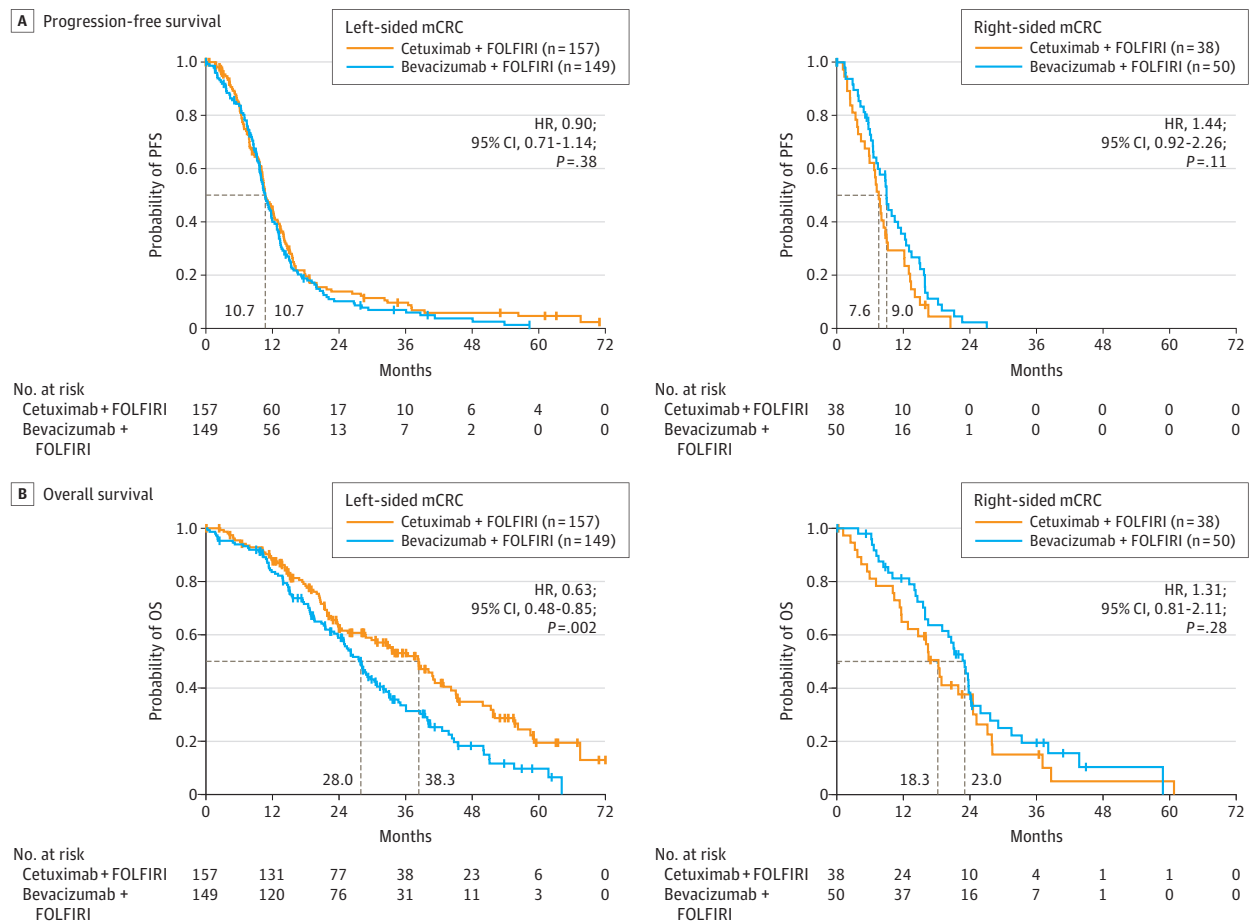 A Progression-free survival
Left-sided mCRC
Cetuximab + FOLFIRI (n = 157)
Bevacizumab + FOLFIRI (n = 149)
1.0
0.8
0.6
0.4
0.2
0
Probability of PFS
HR, 0.90;
95% CI, 0.71-1.14;
P = .38
10.7 10.7
0 12 24 36 48 60 72
Months
No. at risk
Cetuximab + FOLFIRI 157 60 17 10 6 4 0
Bevacizumab + 149 56 13 7 2 0 0
FOLFIRI
Right-sided mCRC
Cetuximab + FOLFIRI (n = 38)
Bevacizumab + FOLFIRI (n = 50)
1.0
0.8
0.6
0.4
0.2
0
Probability of PFS
HR, 1.44;
95% CI, 0.92-2.26;
P = .11
7.6 9.0
0 12 24 36 48 60 72
Months
No. at risk
Cetuximab + FOLFIRI 38 10 0 0 0 0 0
Bevacizumab + 50 16 1 0 0 0 0
FOLFIRI
B Overall survival
Left-sided mCRC
Cetuximab + FOLFIRI (n = 157)
Bevacizumab + FOLFIRI (n = 149)
1.0
0.8
0.6
0.4
0.2
0
Probability of OS
HR, 0.63;
95% CI, 0.48-0.85;
P = .002
28.0 38.3
0 12 24 36 48 60 72
Months
No. at risk
Cetuximab + FOLFIRI 157 131 77 38 23 6 0
Bevacizumab + 149 120 76 31 11 3 0
FOLFIRI
Right-sided mCRC
Cetuximab + FOLFIRI (n = 38)
Bevacizumab + FOLFIRI (n = 50)
1.0
0.8
0.6
0.4
0.2
0
Probability of OS
HR, 1.31;
95% CI, 0.81-2.11;
P = .28
18.3 23.0
0 12 24 36 48 60 72
Months
No. at risk
Cetuximab + FOLFIRI 38 24 10 4 1 1 0
Bevacizumab + 50 37 16 7 1 0 0
FOLFIRI